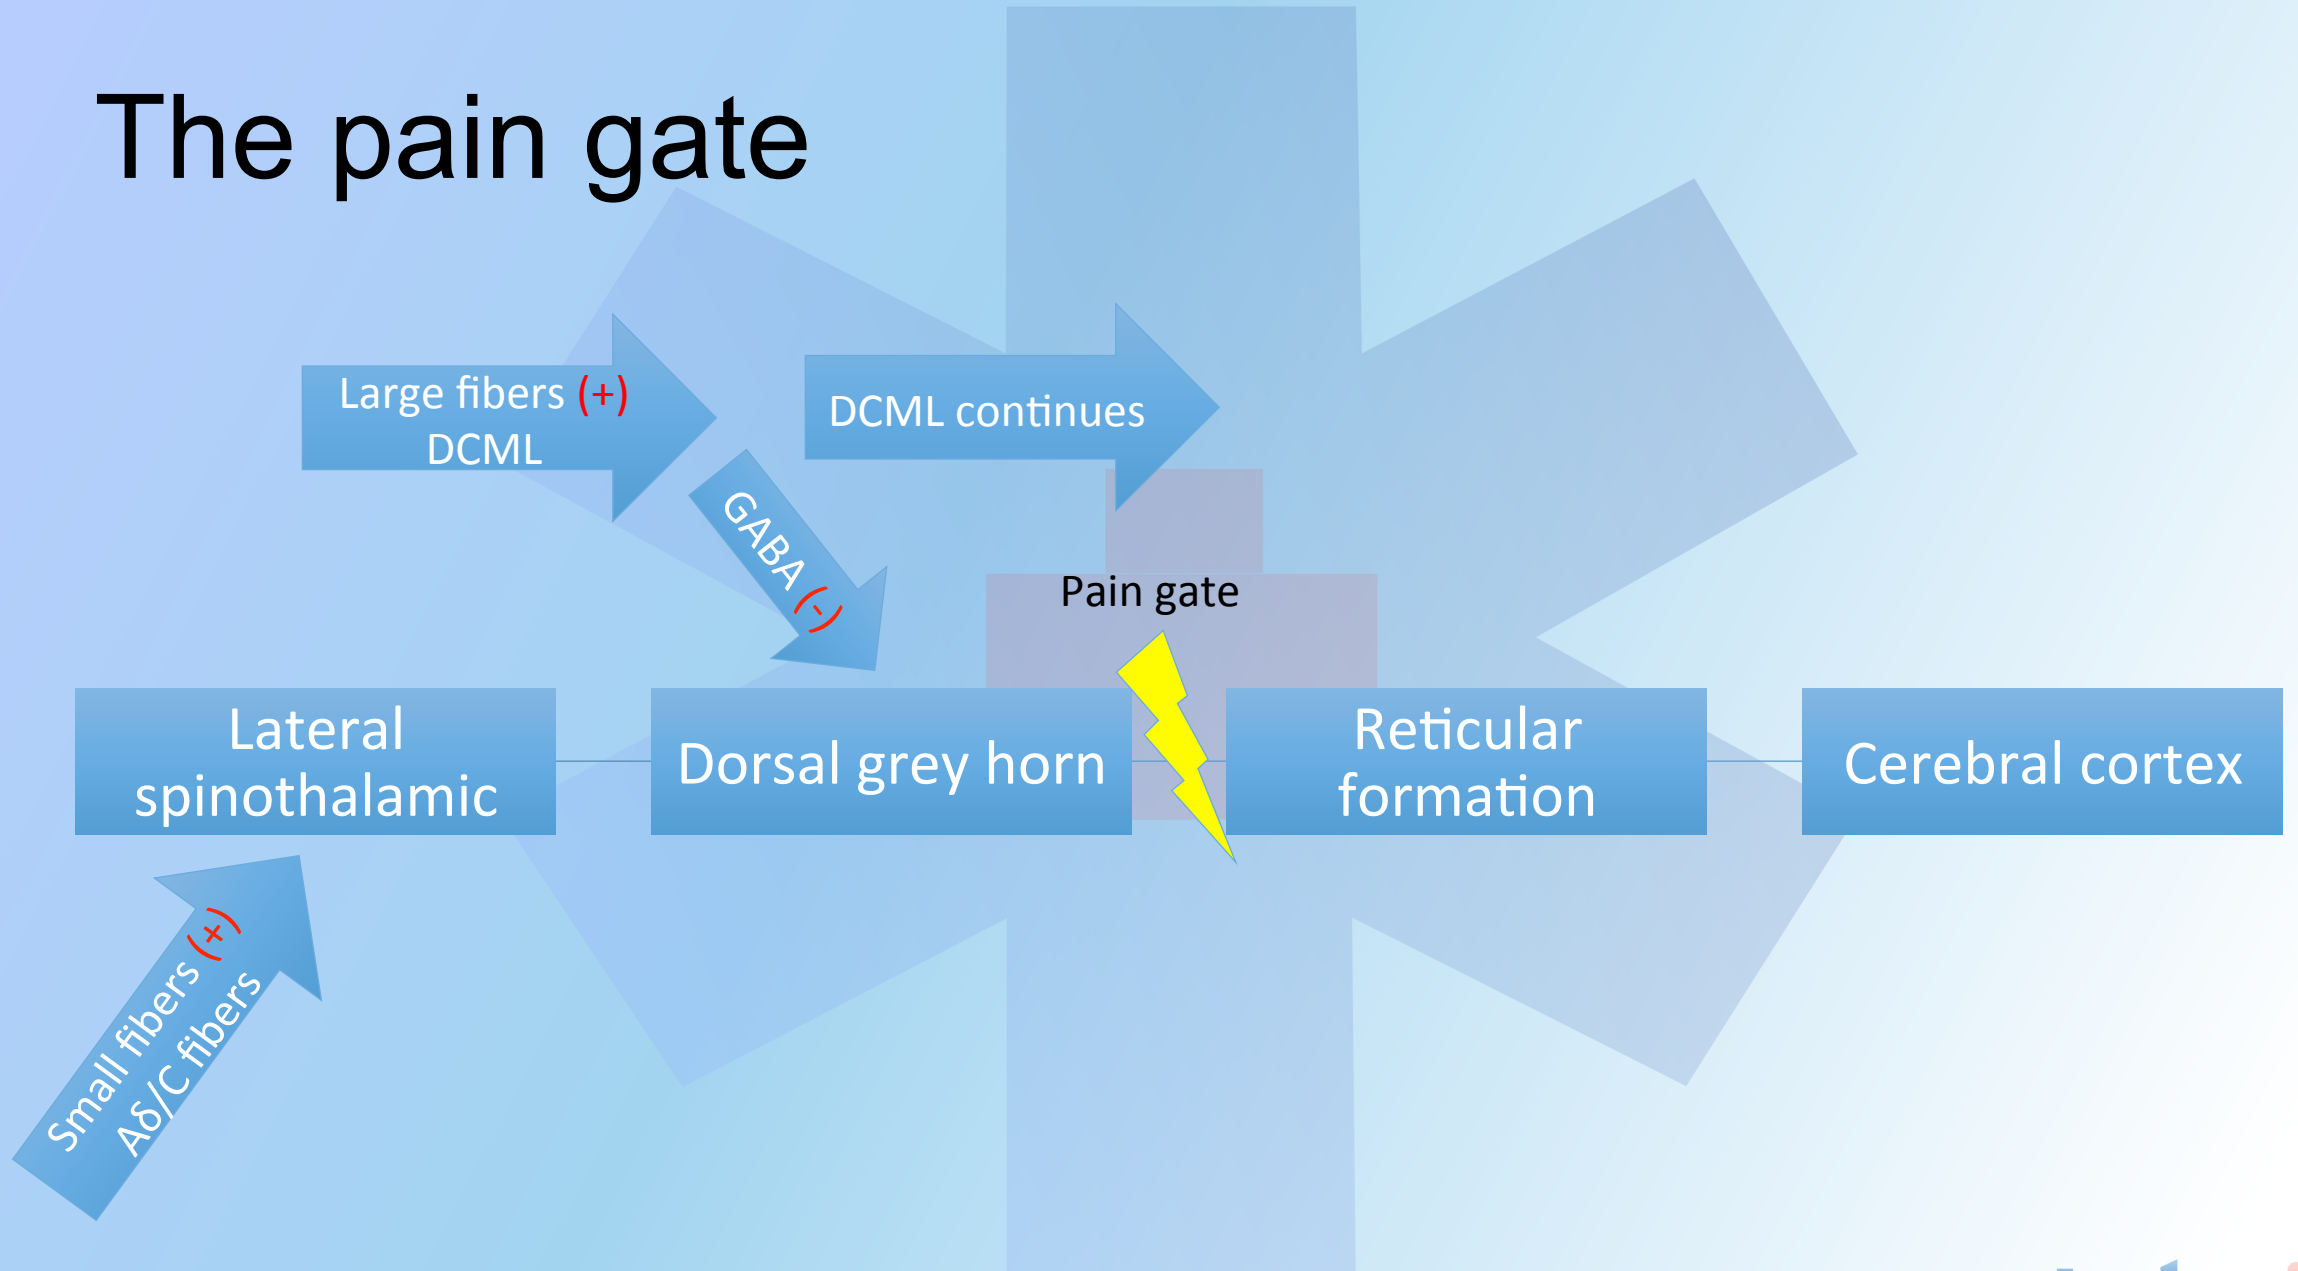 The pain gate
Large fibers (+)
DCML
DCML continues
GABA (-)
Pain gate
Lateral
spinothalamic
Dorsal grey horn
Reticular
formation
Cerebral cortex
Small fibers (+)
Aδ/C fibers